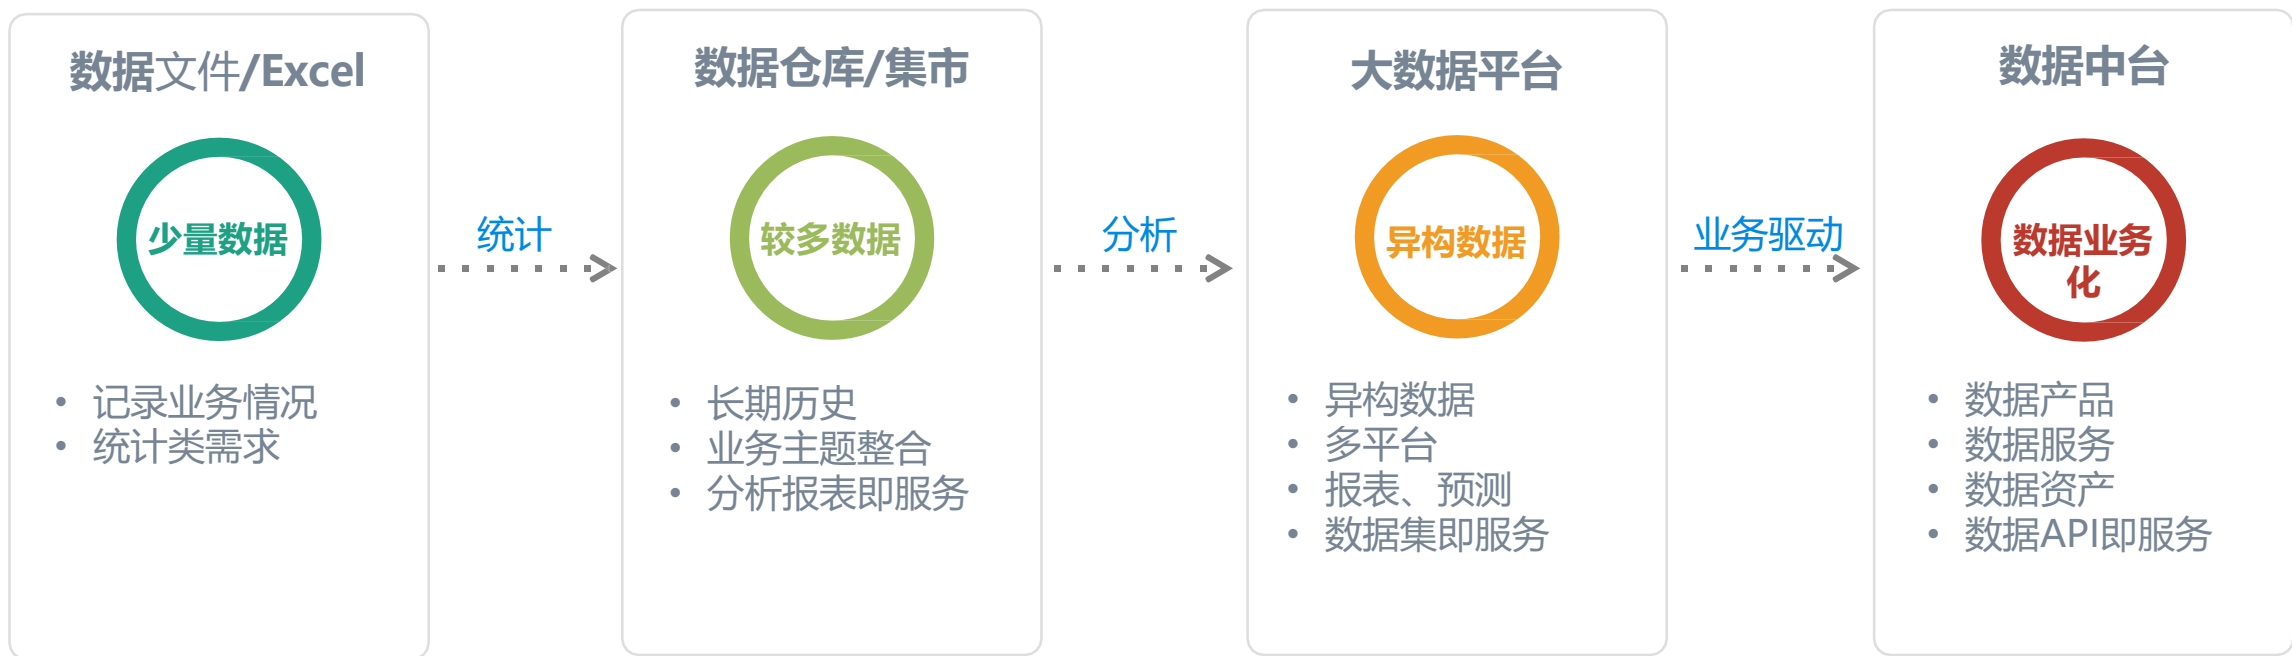 数据文件/Excel
少量数据
• 记录业务情况
• 统计类需求
统计
数据仓库/集市
较多数据
• 长期历史
• 业务主题整合
• 分析报表即服务
分析
大数据平台
异构数据
• 异构数据
• 多平台
• 报表、预测
• 数据集即服务
业务驱动
数据中台
数据业务
化
• 数据产品
• 数据服务
• 数据资产
• 数据API即服务